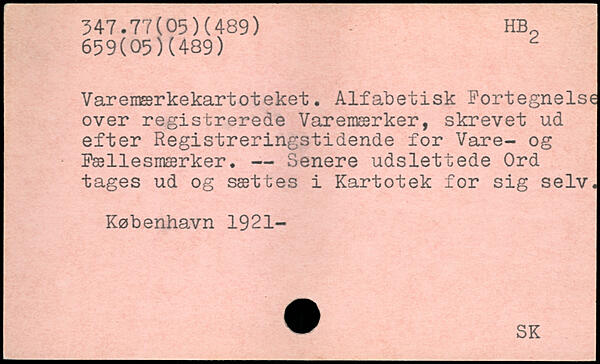 347.77(05)(489) HB2
659(05)(489)
Varemærkekartoteket. Alfabetisk Fortegnelse
over registrerede Varemærker, skrevet ud
efter Registreringstidende for Vare- og
Fællesmærker. -- Senere udslettede Ord
tages ud og sættes i Kartotek for sig selv.
København 1921-
SK